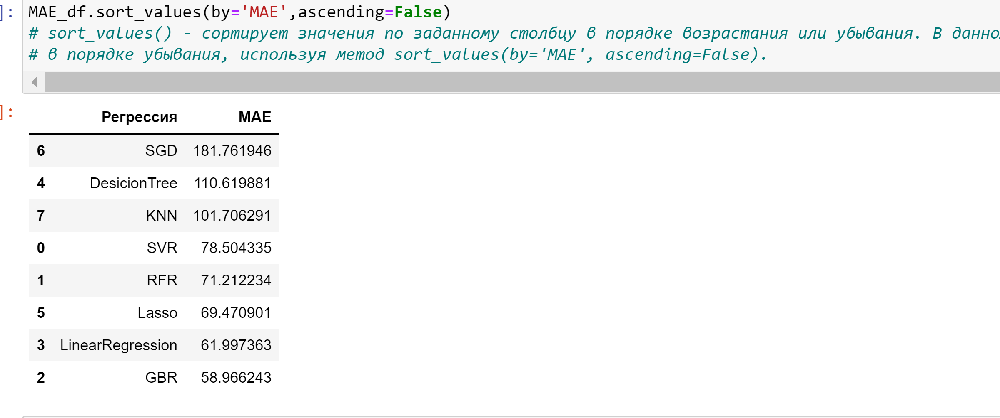 ]: MAE_df.sort_values(by='MAE',ascending=False)
# sort_values() - сортирует значения по заданному столбцу в порядке возрастания или убывания. В
# в порядке убывания, используя метод sort_values(by='MAE', ascending=False).
]:
Регрессия MAE
6 SGD 181.761946
4 DesicionTree 110.619881
7 KNN 101.706291
0 SVR 78.504335
1 RFR 71.212234
5 Lasso 69.470901
3 LinearRegression 61.997363
2 GBR 58.966243